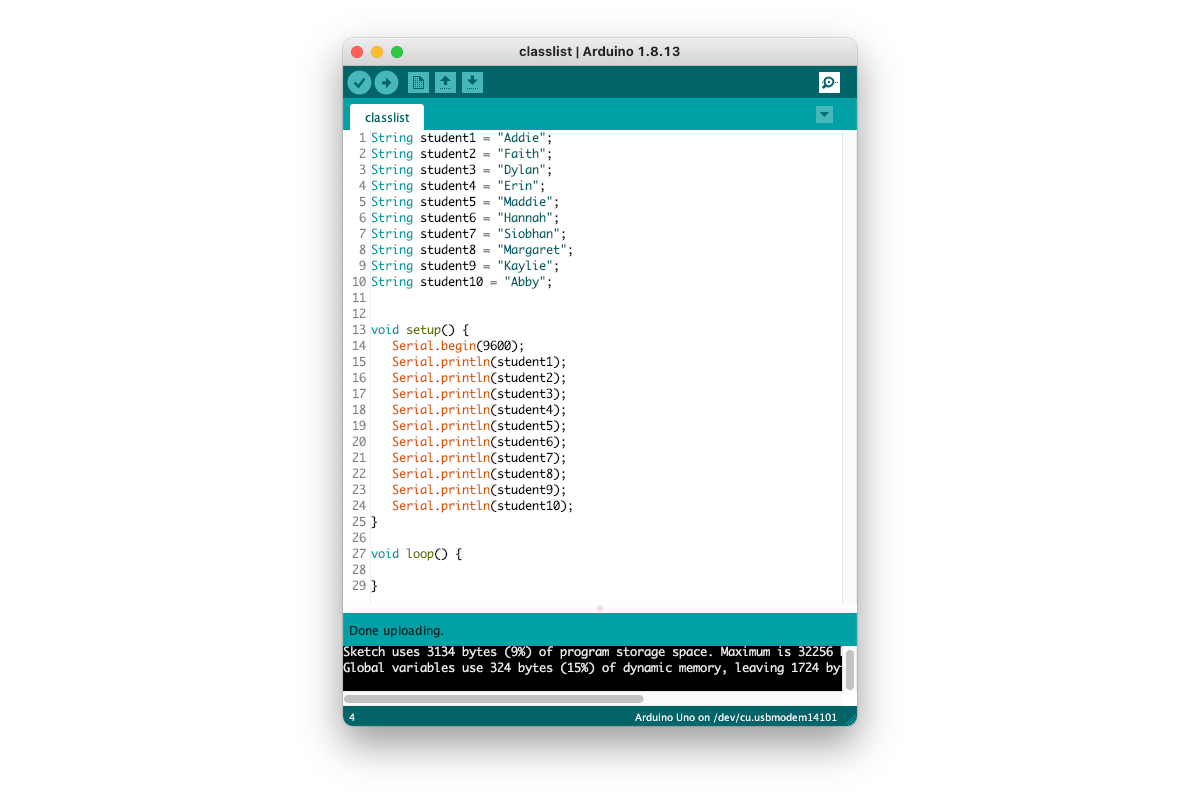 classlist | Arduino 1.8.13
classlist
1 String student1 = "Addie";
2 String student2 = "Faith";
3 String student3 = "Dylan";
4 String student4 = "Erin";
5 String student5 = "Maddie";
6 String student6 = "Hannah";
7 String student7 = "Siobhan";
8 String student8 = "Margaret";
9 String student9 = "Kaylie";
10 String student10 = "Abby";
11
12
13 void setup() {
14 Serial.begin(9600);
15 Serial.println(student1);
16 Serial.println(student2);
17 Serial.println(student3);
18 Serial.println(student4);
19 Serial.println(student5);
20 Serial.println(student6);
21 Serial.println(student7);
22 Serial.println(student8);
23 Serial.println(student9);
24 Serial.println(student10);
25 }
26
27 void loop() {
28
29 }
Done uploading.
Sketch uses 3134 bytes (9%) of program storage space. Maximum is 32256
Global variables use 324 bytes (15%) of dynamic memory, leaving 1724 by
4 Arduino Uno on /dev/cu.usbmodem14101